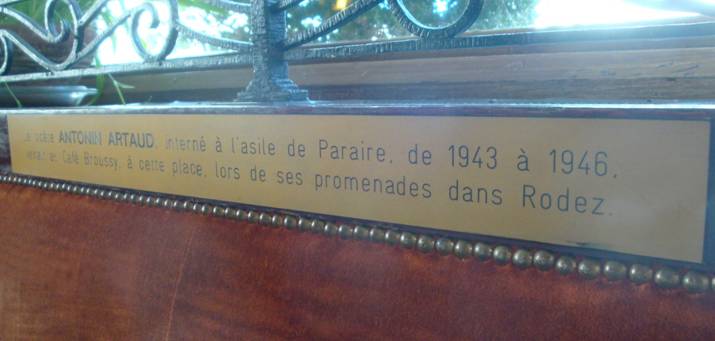 ANTONIN ARTAUD, interné à l'asile de Paraire, de 1943 à 1946,
Café Broussy, à cette place, lors de ses promenades dans Rodez.